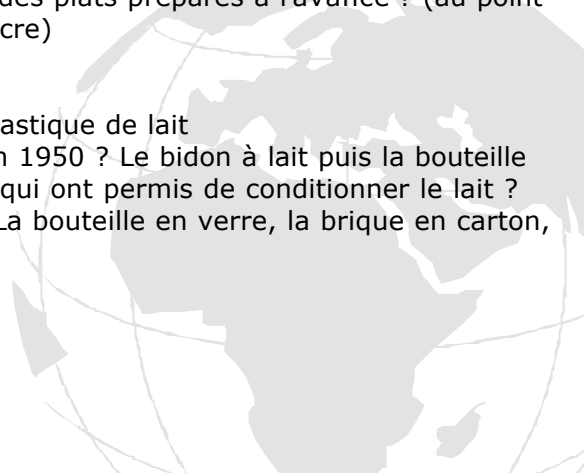 des plats préparés à l'avance ? (au point
cre)
astique de lait
n 1950 ? Le bidon à lait puis la bouteille
qui ont permis de conditionner le lait ?
La bouteille en verre, la brique en carton,